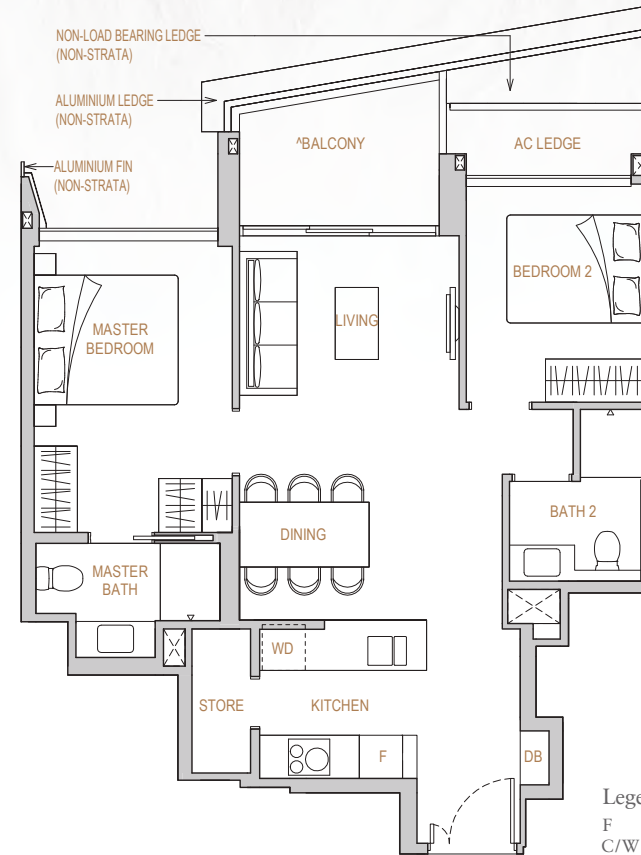 NON-LOAD BEARING LEDGE
(NON-STRATA)
ALUMINIUM LEDGE
(NON-STRATA)
ALUMINIUM FIN
(NON-STRATA)
^BALCONY
AC LEDGE
MASTER
BEDROOM
LIVING
BEDROOM 2
DINING
BATH 2
MASTER
BATH
WD
STORE
KITCHEN
F
DB
Lege
F
C/W